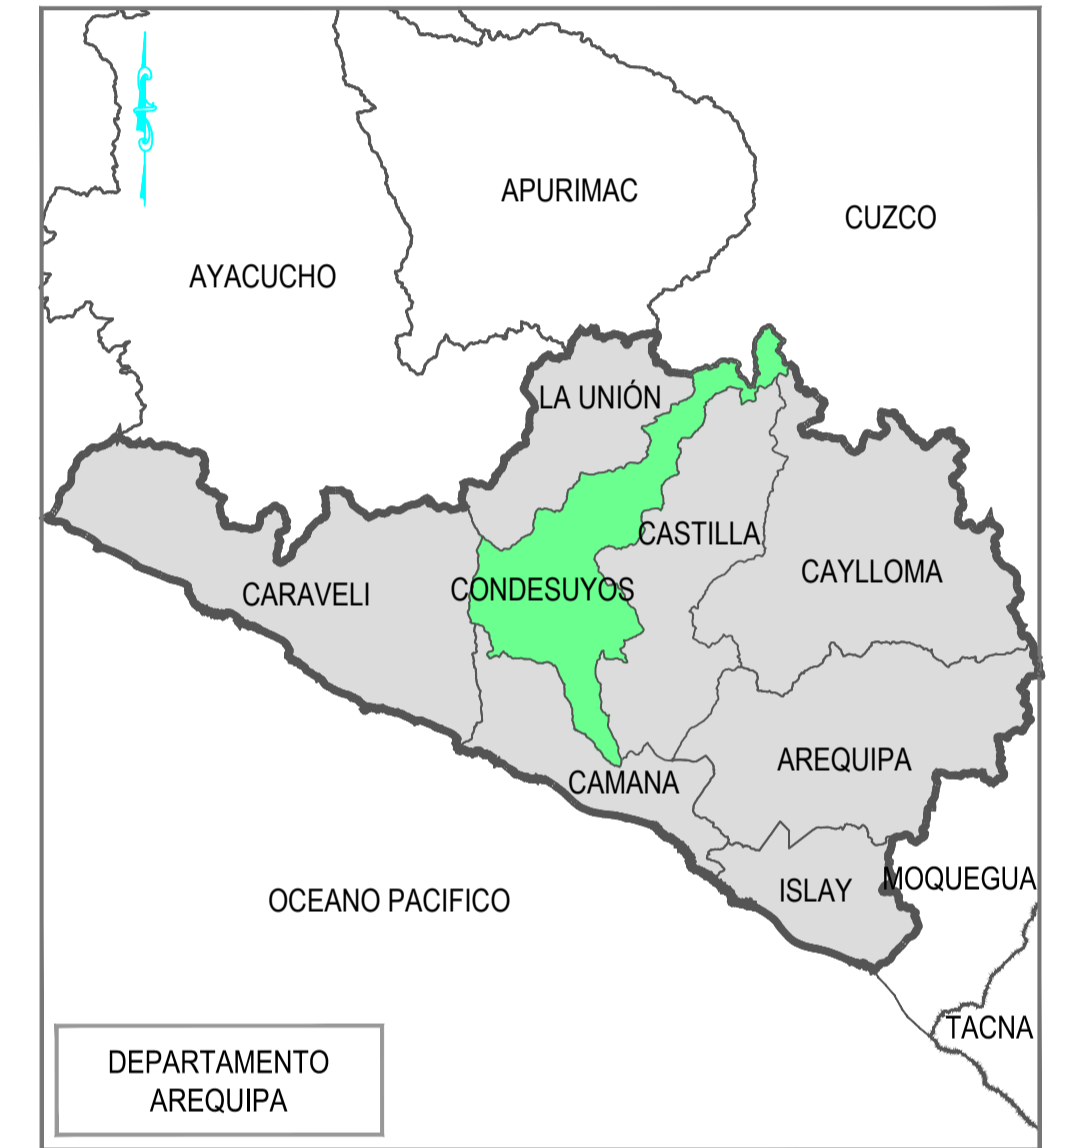 APURIMAC
CUZCO
AYACUCHO
LA UNIÓN
CASTILLA
CAYLLOMA
CONDESUYOS
CARAVELI
AREQUIPA
CAMANA
ISLAY
MOQUEGUA
OCEANO PACIFICO
TACNA
DEPARTAMENTO
AREQUIPA